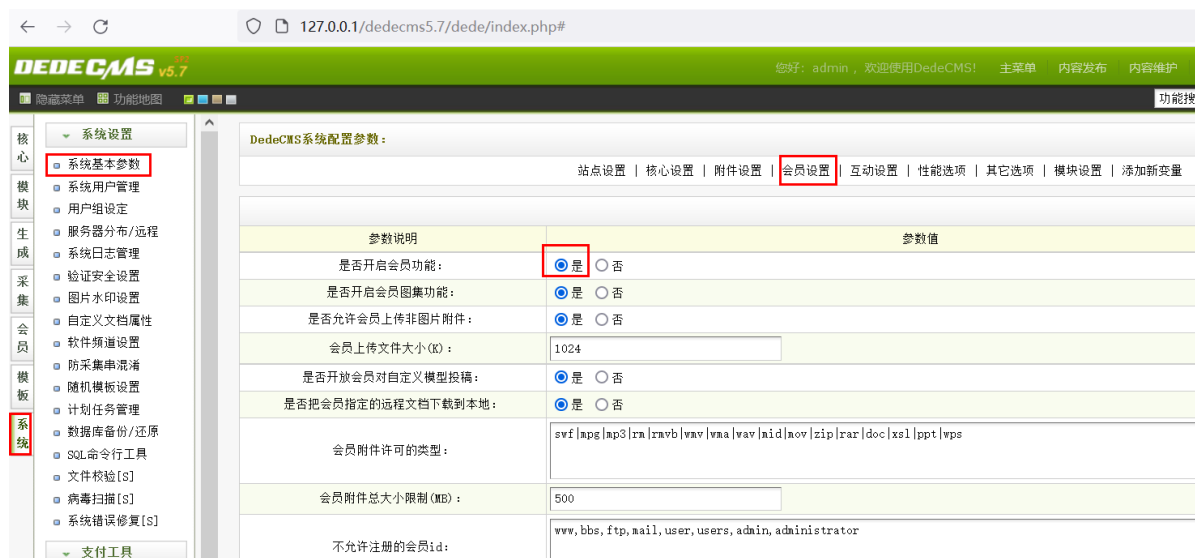 127.0.0.1/dedecms5.7/dede/index.php#
DEDECMS v5.7
您好: admin , 欢迎使用DedeCMS! 主菜单 内容发布 内容维护
隐藏菜单 功能地图 功能搜
核心
模块
生成
采集
会员
模板
系统
系统设置
系统基本参数
系统用户管理
用户组设定
服务器分布/远程
系统日志管理
验证安全设置
图片水印设置
自定义文档属性
软件频道设置
防采集串混淆
随机模板设置
计划任务管理
数据库备份/还原
SQL命令行工具
文件校验[S]
病毒扫描[S]
系统错误修复[S]
支付工具
DedeCMS系统配置参数:
站点设置 | 核心设置 | 附件设置 | 会员设置 | 互动设置 | 性能选项 | 其它选项 | 模块设置 | 添加新变量
参数说明 参数值
是否开启会员功能: 是 否
是否开启会员图集功能: 是 否
是否允许会员上传非图片附件: 是 否
会员上传文件大小(K): 1024
是否开放会员对自定义模型投稿: 是 否
是否把会员指定的远程文档下载到本地: 是 否
会员附件许可的类型: swf|mpg|mp3|rm|rmvb|wmv|wma|wav|mid|mov|zip|rar|doc|xsl|ppt|wps
会员附件总大小限制(MB): 500
不允许注册的会员id: www,bbs,ftp,mail,user,users,admin,administrator